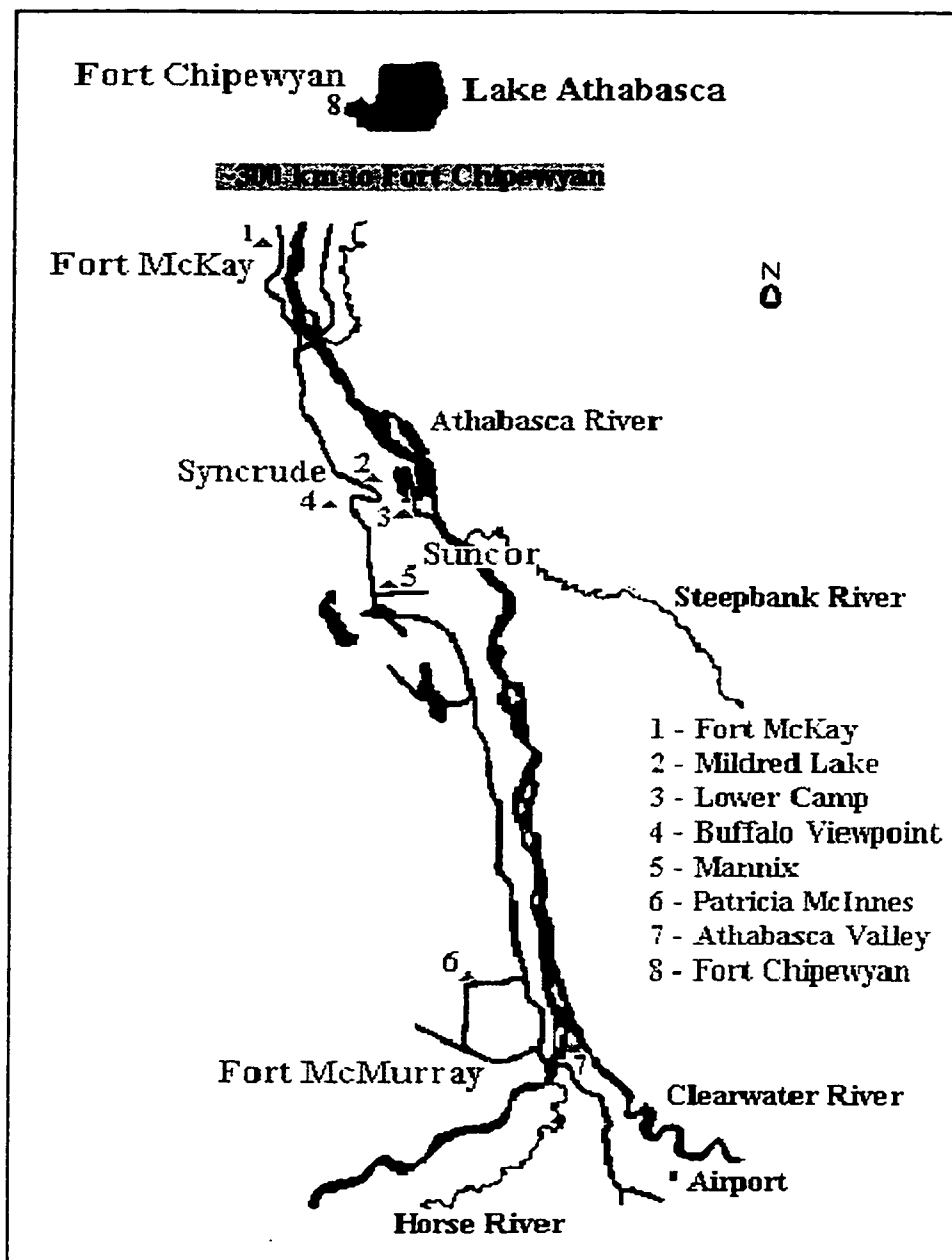 Fort Chipewyan
8
Lake Athabasca
~300 km to Fort Chipewyan
1
Fort McKay
N
Athabasca River
Syncrude
2
4
3
Suncor
5
Steepbank River
1 - Fort McKay
2 - Mildred Lake
3 - Lower Camp
4 - Buffalo Viewpoint
5 - Mannix
6 - Patricia McInnes
7 - Athabasca Valley
8 - Fort Chipewyan
6
Fort McMurray
7
Clearwater River
Airport
Horse River